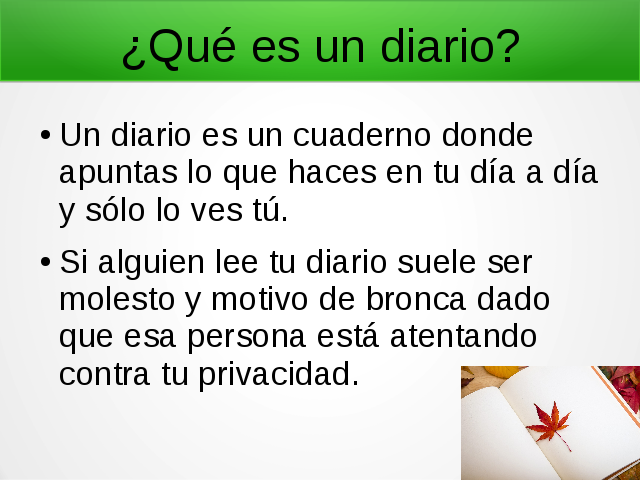 ¿Qué es un diario?
● Un diario es un cuaderno donde
apuntas lo que haces en tu día a día
y sólo lo ves tú.
● Si alguien lee tu diario suele ser
molesto y motivo de bronca dado
que esa persona está atentando
contra tu privacidad.